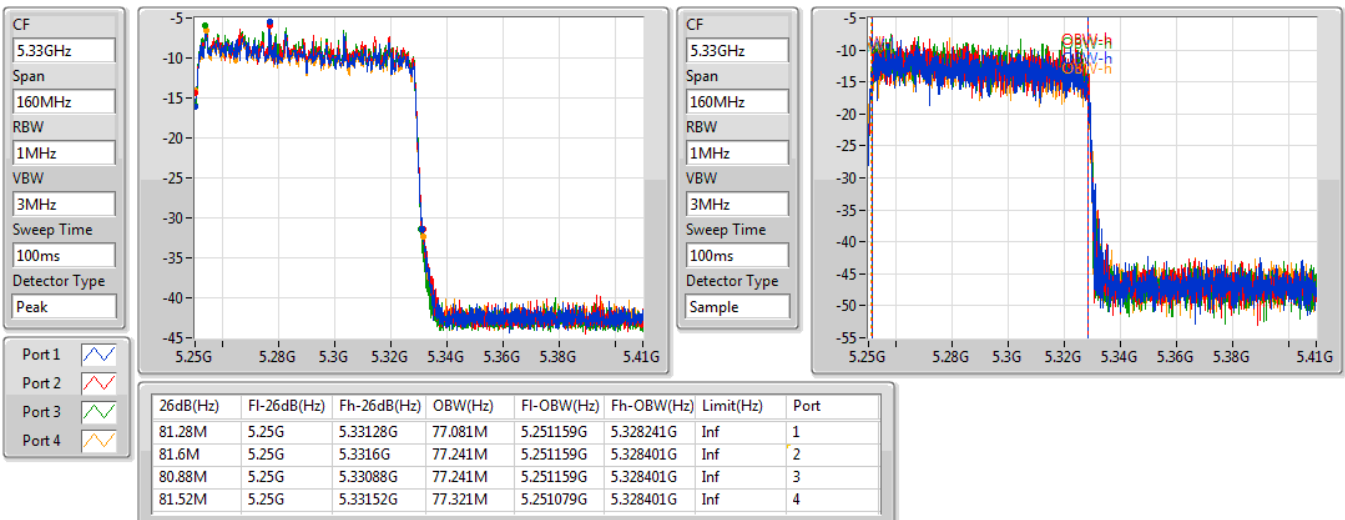 CF
5.33GHz
Span
160MHz
RBW
1MHz
VBW
3MHz
Sweep Time
100ms
Detector Type
Peak
-5
-10
-15
-20
-25
-30
-35
-40
-45
5.25G 5.28G 5.3G 5.32G 5.34G 5.36G 5.38G 5.41G
CF
5.33GHz
Span
160MHz
RBW
1MHz
VBW
3MHz
Sweep Time
100ms
Detector Type
Sample
-5
-10
-15
-20
-25
-30
-35
-40
-45
-50
-55
OBW-h
OBW-h
OBW-h
5.25G 5.28G 5.3G 5.32G 5.34G 5.36G 5.38G 5.41G
Port 1
Port 2
Port 3
Port 4
26dB(Hz) Fl-26dB(Hz) Fh-26dB(Hz) OBW(Hz) Fl-OBW(Hz) Fh-OBW(Hz) Limit(Hz) Port
81.28M 5.25G 5.33128G 77.081M 5.251159G 5.328241G Inf 1
81.6M 5.25G 5.3316G 77.241M 5.251159G 5.328401G Inf 2
80.88M 5.25G 5.33088G 77.241M 5.251159G 5.328401G Inf 3
81.52M 5.25G 5.33152G 77.321M 5.251079G 5.328401G Inf 4